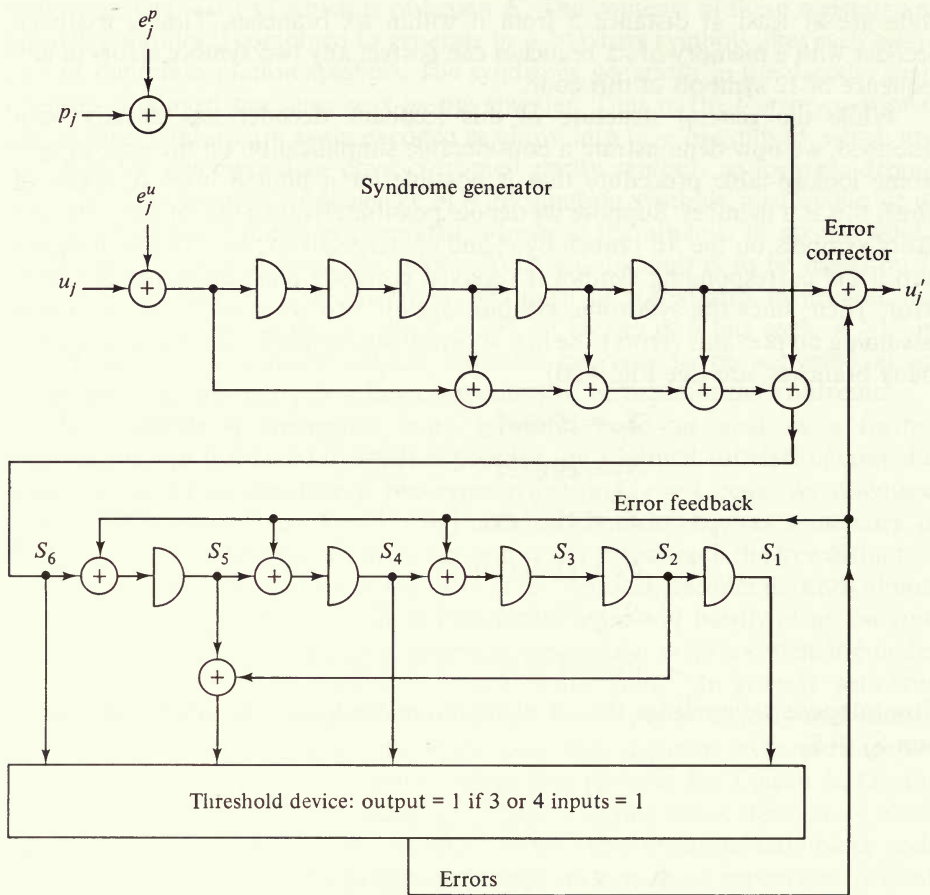 e_j^p
p_j
+
Syndrome generator
e_j^u
Error
corrector
u_j
+
+
u_j'
+
+
+
+
Error feedback
S_6
S_5
S_4
S_3
S_2
S_1
+
+
+
+
Threshold device: output = 1 if 3 or 4 inputs = 1
Errors